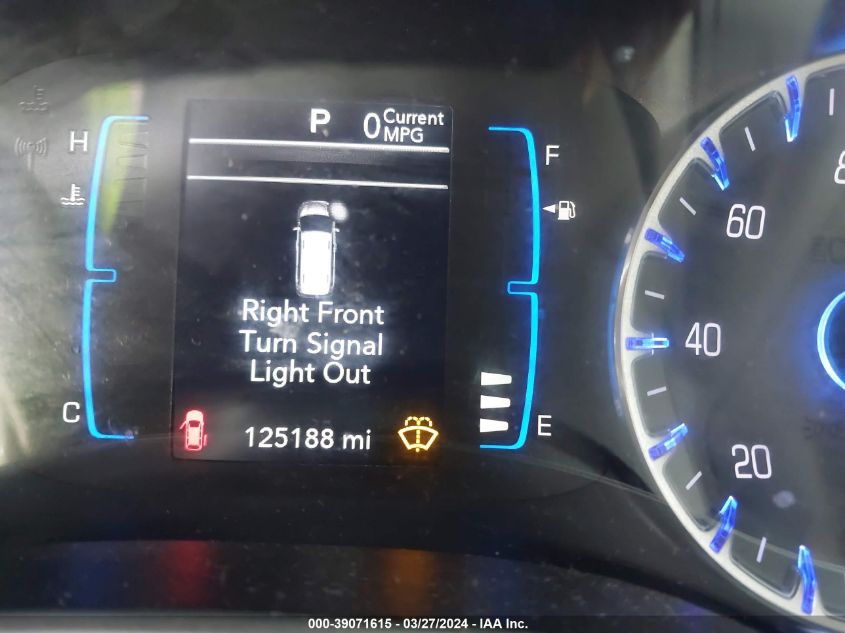 P 0 Current
MPG
H
F
60
8
Right Front
Turn Signal
Light Out
40
C
E
125188 mi
20
000-39071615 - 03/27/2024 - IAA Inc.